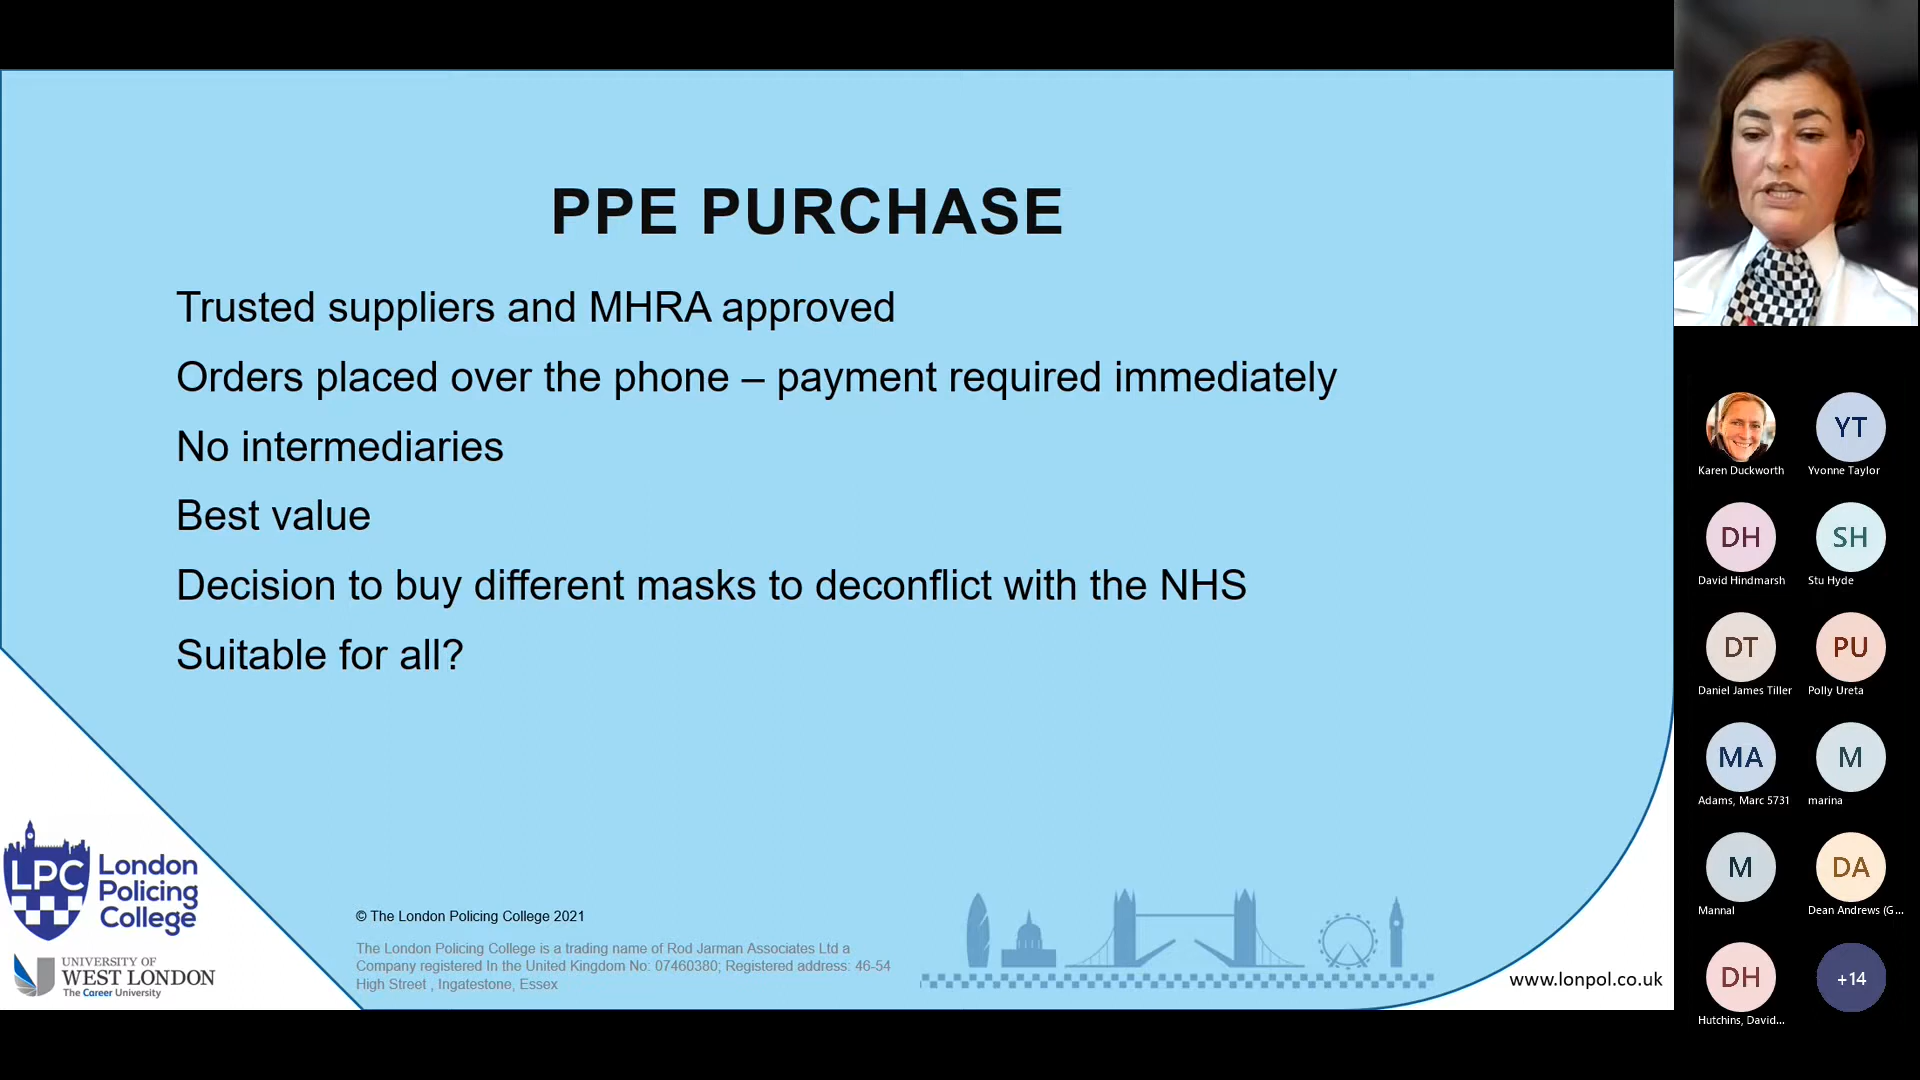 PPE PURCHASE
Trusted suppliers and MHRA approved
Orders placed over the phone – payment required immediately
No intermediaries
Best value
Decision to buy different masks to deconflict with the NHS
Suitable for all?
LPC
London
Policing
College
UNIVERSITY OF
WEST LONDON
The Career University
© The London Policing College 2021
The London Policing College is a trading name of Rod Jarman Associates Ltd a
Company registered In the United Kingdom No: 07460380; Registered address: 46-54
High Street , Ingatestone, Essex
www.lonpol.co.uk
YT
Karen Duckworth
Yvonne Taylor
DH
SH
David Hindmarsh
Stu Hyde
DT
PU
Daniel James Tiller
Polly Ureta
MA
M
Adams, Marc 5731
marina
M
DA
Mannal
Dean Andrews (G...
DH
+14
Hutchins, David...